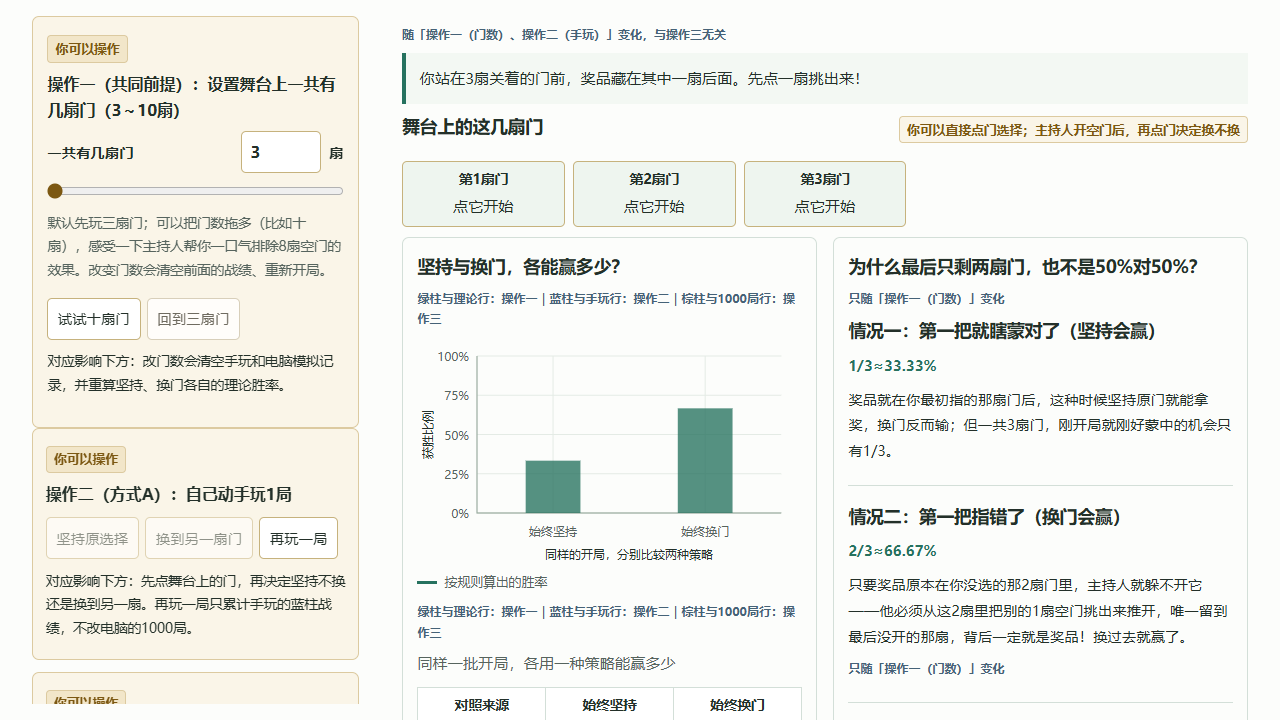 你可以操作
操作一（共同前提）：设置舞台上一共有
几扇门（3～10扇）
一共有几扇门
3
扇
默认先玩三扇门；可以把门数拖多（比如十
扇），感受一下主持人帮你一口气排除8扇空门的
效果。改变门数会清空前面的战绩、重新开局。
试试十扇门
回到三扇门
对应影响下方：改门数会清空手玩和电脑模拟记
录，并重算坚持、换门各自的理论胜率。
你可以操作
操作二（方式A）：自己动手玩1局
坚持原选择
换到另一扇门
再玩一局
对应影响下方：先点舞台上的门，再决定坚持不换
还是换到另一扇。再玩一局只累计手玩的蓝柱战
绩，不改电脑的1000局。
你可以操作
随「操作一（门数）、操作二（手玩）」变化，与操作三无关
你站在3扇关着的门前，奖品藏在其中一扇后面。先点一扇挑出来！
舞台上的这几扇门
你可以直接点门选择；主持人开空门后，再点门决定换不换
第1扇门
点它开始
第2扇门
点它开始
第3扇门
点它开始
坚持与换门，各能赢多少？
绿柱与理论行：操作一 | 蓝柱与手玩行：操作二 | 棕柱与1000局行：操
作三
100%
75%
50%
25%
0%
获胜比例
始终坚持
始终换门
同样的开局，分别比较两种策略
按规则算出的胜率
绿柱与理论行：操作一 | 蓝柱与手玩行：操作二 | 棕柱与1000局行：操
作三
同样一批开局，各用一种策略能赢多少
对照来源
始终坚持
始终换门
为什么最后只剩两扇门，也不是50%对50%？
只随「操作一（门数）」变化
情况一：第一把就瞎蒙对了（坚持会赢）
1/3≈33.33%
奖品就在你最初指的那扇门后，这种时候坚持原门就能拿
奖，换门反而输；但一共3扇门，刚开局就刚好蒙中的机会只
有1/3。
情况二：第一把指错了（换门会赢）
2/3≈66.67%
只要奖品原本在你没选的那2扇门里，主持人就躲不开它
——他必须从这2扇里把别的1扇空门挑出来推开，唯一留到
最后没开的那扇，背后一定就是奖品！换过去就赢了。
只随「操作一（门数）」变化